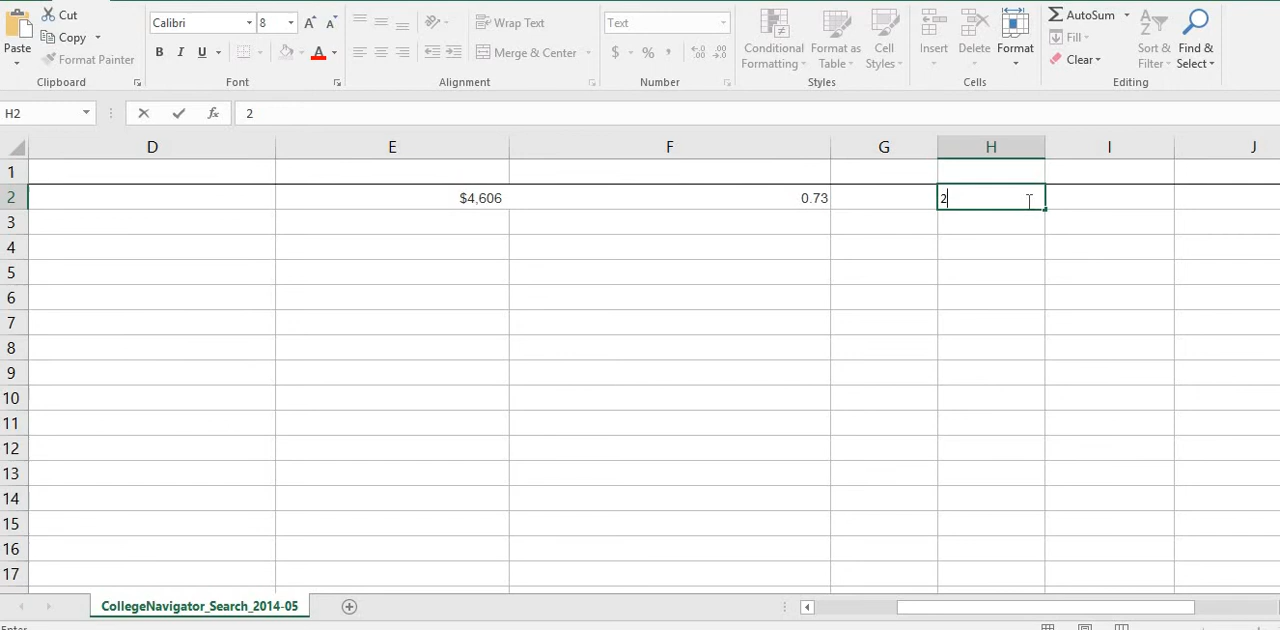 Cut
Copy
Format Painter
Paste
Clipboard
Calibri
8
A A
B I U
A
Font
Wrap Text
Merge & Center
Alignment
Text
$ % ,
Number
Conditional
Formatting
Format as
Table
Cell
Styles
Styles
Insert
Delete
Format
Cells
AutoSum
Fill
Clear
Sort &
Filter
Find &
Select
Editing
H2
fx
2
D E F G H I J
1
2 $4,606 0.73 2
3
4
5
6
7
8
9
10
11
12
13
14
15
16
17
CollegeNavigator_Search_2014-05